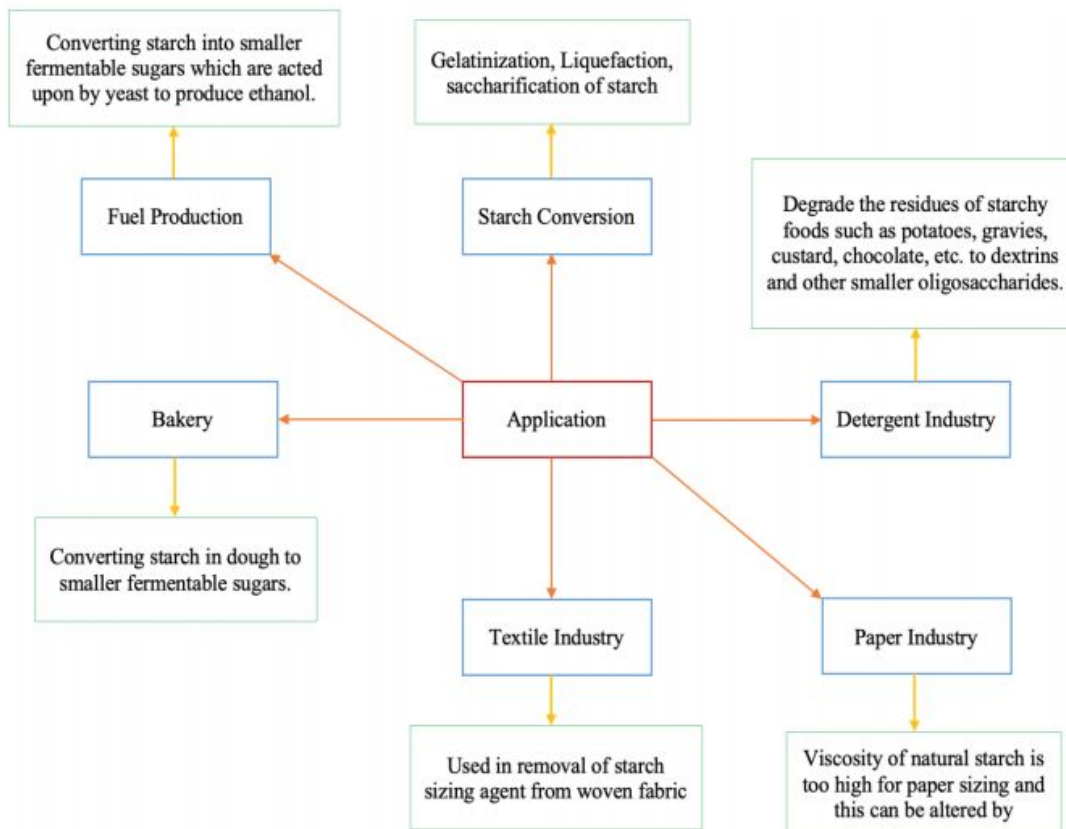 Converting starch into smaller
fermentable sugars which are acted
upon by yeast to produce ethanol.
Gelatinization, Liquefaction,
saccharification of starch
Fuel Production
Starch Conversion
Degrade the residues of starchy
foods such as potatoes, gravies,
custard, chocolate, etc. to dextrins
and other smaller oligosaccharides.
Bakery
Application
Detergent Industry
Converting starch in dough to
smaller fermentable sugars.
Textile Industry
Paper Industry
Used in removal of starch
sizing agent from woven fabric
Viscosity of natural starch is
too high for paper sizing and
this can be altered by